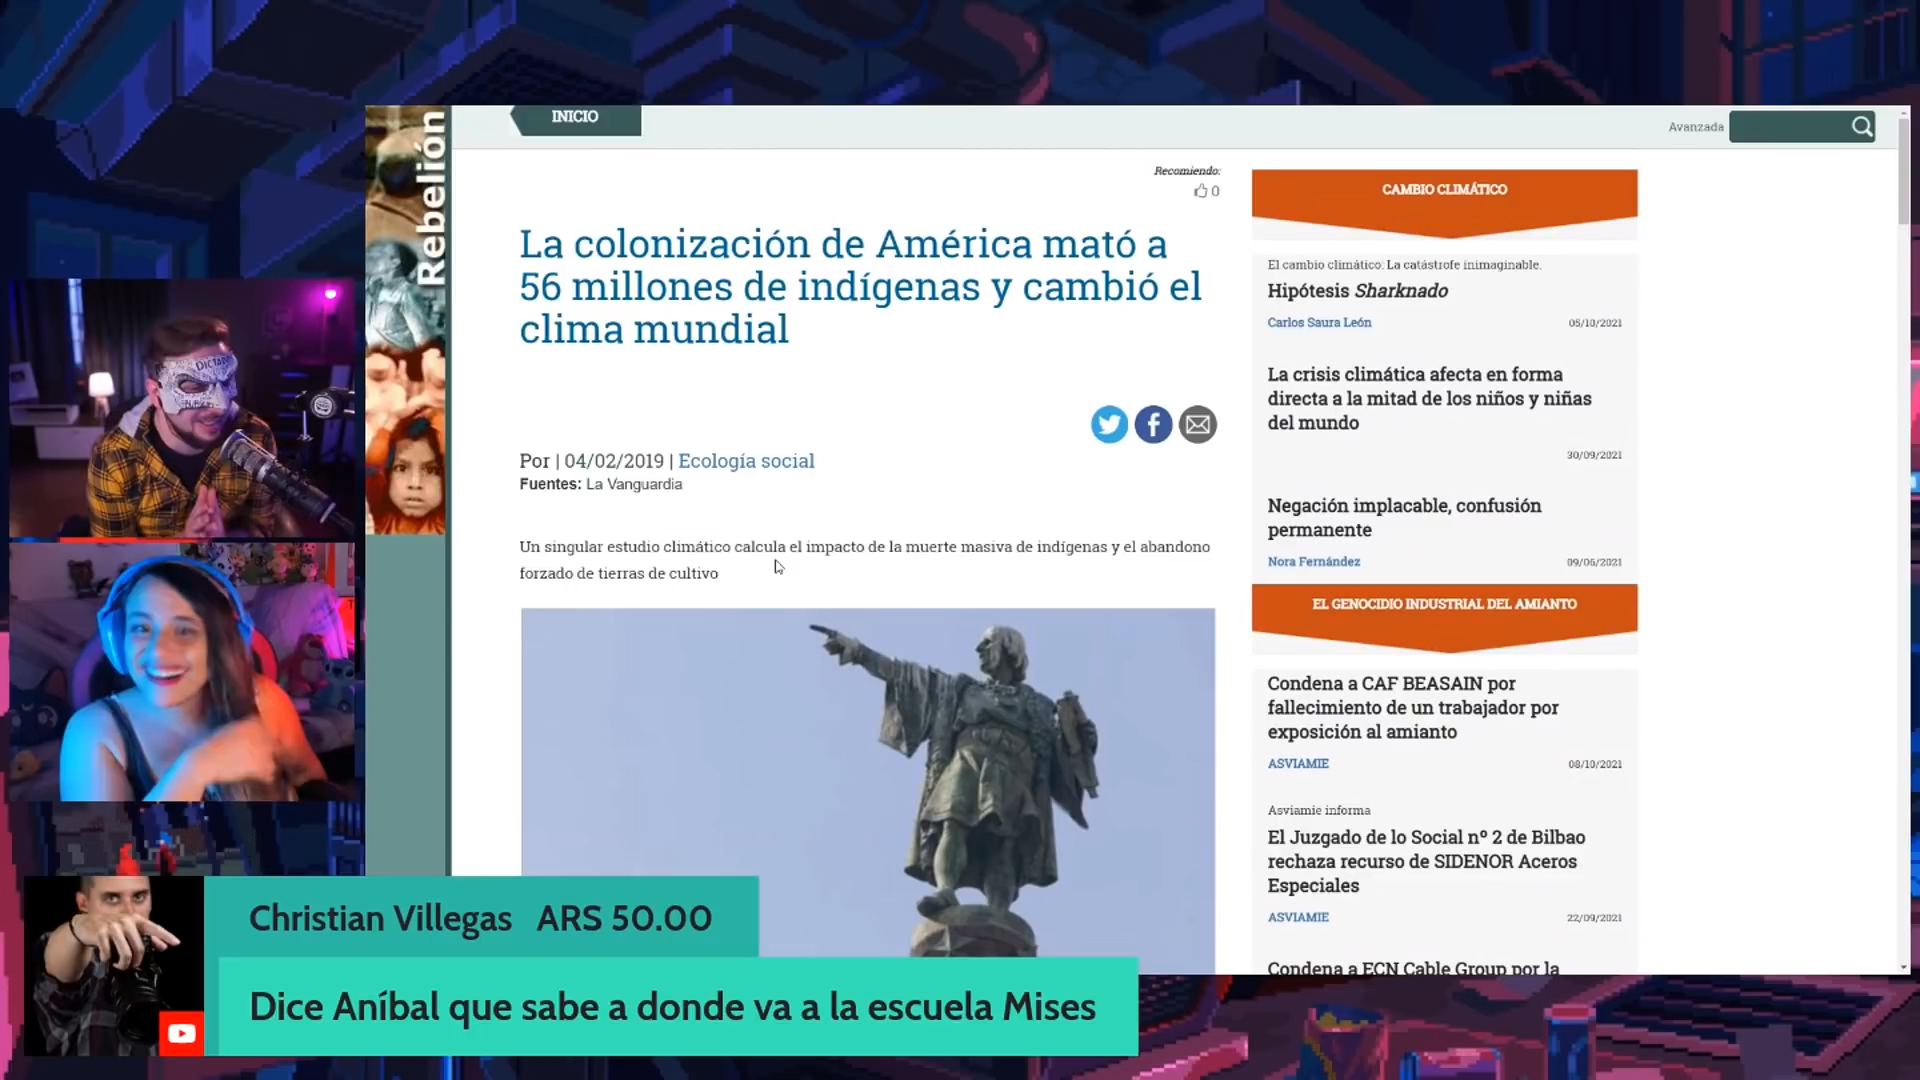 Rebelión
INICIO
Avanzada
Recomiendo:
0
La colonización de América mató a
56 millones de indígenas y cambió el
clima mundial
Por | 04/02/2019 | Ecología social
Fuentes: La Vanguardia
Un singular estudio climático calcula el impacto de la muerte masiva de indígenas y el abandono
forzado de tierras de cultivo
CAMBIO CLIMÁTICO
El cambio climático: La catástrofe inimaginable.
Hipótesis Sharknado
Carlos Saura León 05/10/2021
La crisis climática afecta en forma
directa a la mitad de los niños y niñas
del mundo
30/09/2021
Negación implacable, confusión
permanente
Nora Fernández 09/06/2021
EL GENOCIDIO INDUSTRIAL DEL AMIANTO
Condena a CAF BEASAIN por
fallecimiento de un trabajador por
exposición al amianto
ASVIAMIE 08/10/2021
Asviamie informa
El Juzgado de lo Social nº 2 de Bilbao
rechaza recurso de SIDENOR Aceros
Especiales
ASVIAMIE 22/09/2021
Condena a ECN Cable Group por la
Christian Villegas ARS 50.00
Dice Aníbal que sabe a donde va a la escuela Mises